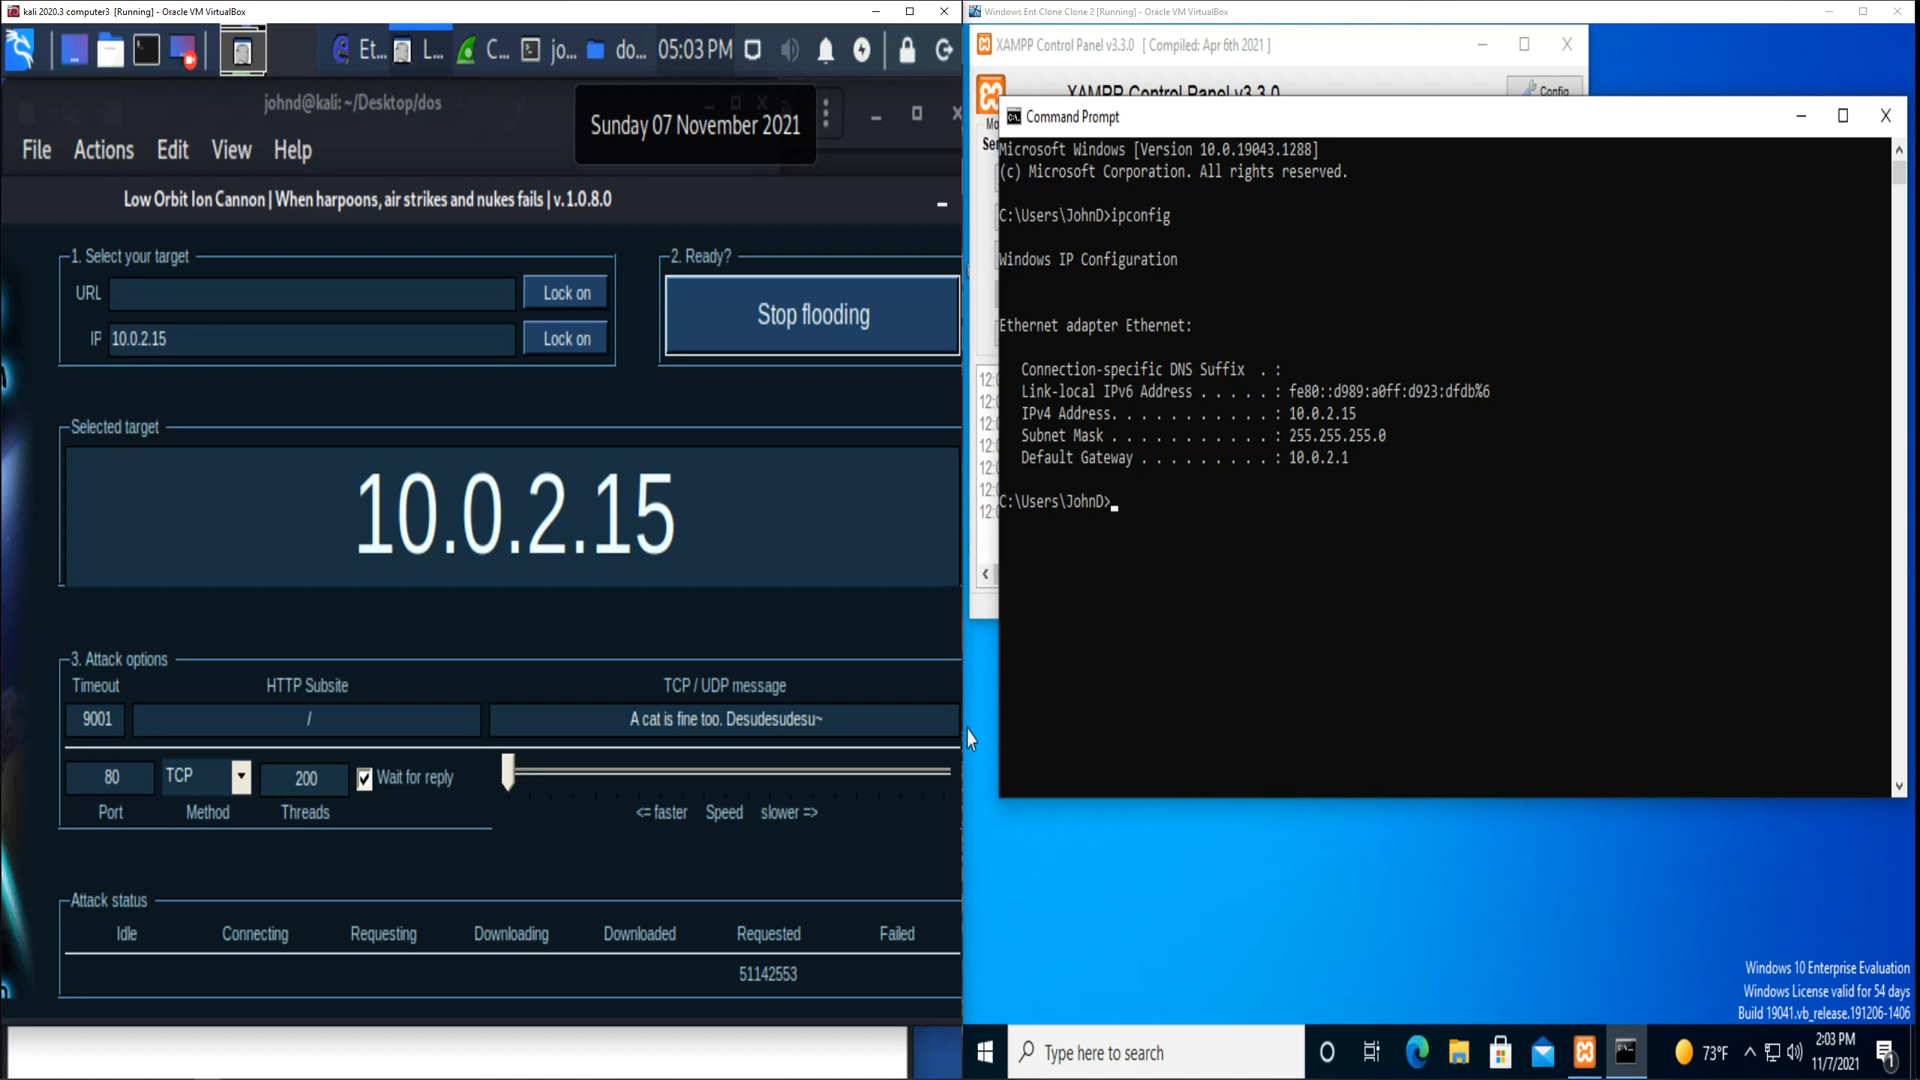 kali 2020.3 computer3 [Running] - Oracle VM VirtualBox
Et... L... C... jo... do... 05:03 PM
johnd@kali: ~/Desktop/dos
Sunday 07 November 2021
File Actions Edit View Help
Low Orbit Ion Cannon | When harpoons, air strikes and nukes fails | v. 1.0.8.0
1. Select your target
URL Lock on
IP 10.0.2.15 Lock on
2. Ready?
Stop flooding
Selected target
10.0.2.15
3. Attack options
Timeout HTTP Subsite TCP / UDP message
9001 / A cat is fine too. Desudesudesu~
80 TCP 200 Wait for reply
Port Method Threads <= faster Speed slower =>
Attack status
Idle Connecting Requesting Downloading Downloaded Requested Failed
51142553
Windows Ent Clone Clone 2 [Running] - Oracle VM VirtualBox
XAMPP Control Panel v3.3.0 [ Compiled: Apr 6th 2021 ]
XAMPP Control Panel v3.3.0
Config
Command Prompt
Microsoft Windows [Version 10.0.19043.1288]
(c) Microsoft Corporation. All rights reserved.
C:\Users\JohnD>ipconfig
Windows IP Configuration
Ethernet adapter Ethernet:
Connection-specific DNS Suffix . :
Link-local IPv6 Address . . . . . : fe80::d989:a0ff:d923:dfdb%6
IPv4 Address. . . . . . . . . . . : 10.0.2.15
Subnet Mask . . . . . . . . . . . : 255.255.255.0
Default Gateway . . . . . . . . . : 10.0.2.1
C:\Users\JohnD>
Windows 10 Enterprise Evaluation
Windows License valid for 54 days
Build 19041.vb_release.191206-1406
Type here to search
73°F
2:03 PM
11/7/2021
1